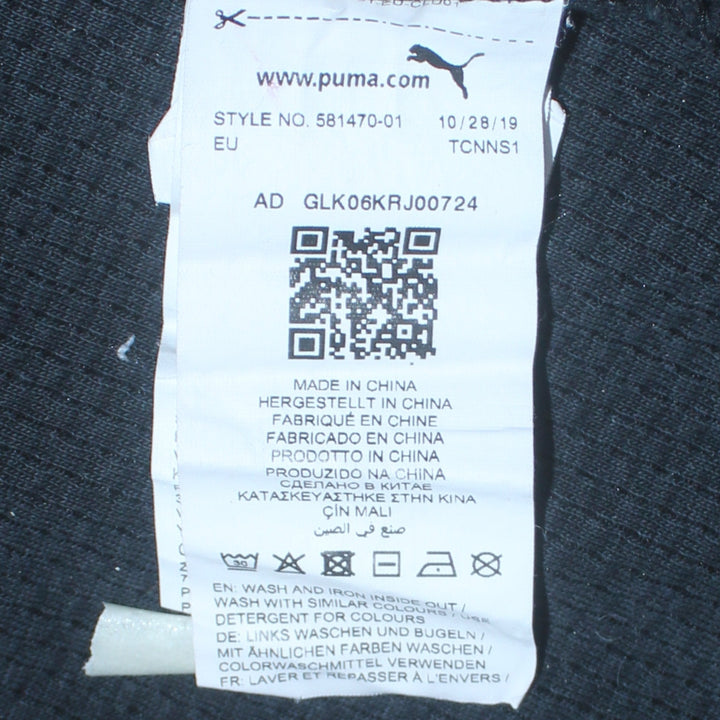 www.puma.com
STYLE NO. 581470-01 10/28/19
EU TCNNS1
AD GLK06KRJ00724
MADE IN CHINA
HERGESTELLT IN CHINA
FABRIQUÉ EN CHINE
FABRICADO EN CHINA
PRODOTTO IN CHINA
PRODUZIDO NA CHINA
СДЕЛАНО В КИТАЕ
ΚΑΤΑΣΚΕΥΑΣΤΗΚΕ ΣΤΗΝ ΚΙΝΑ
ÇİN MALI
صنع في الصين
30
EN: WASH AND IRON INSIDE OUT /
WASH WITH SIMILAR COLOURS / USE
DETERGENT FOR COLOURS
DE: LINKS WASCHEN UND BÜGELN /
MIT ÄHNLICHEN FARBEN WASCHEN /
COLORWASCHMITTEL VERWENDEN
FR: LAVER ET REPASSER À L'ENVERS /